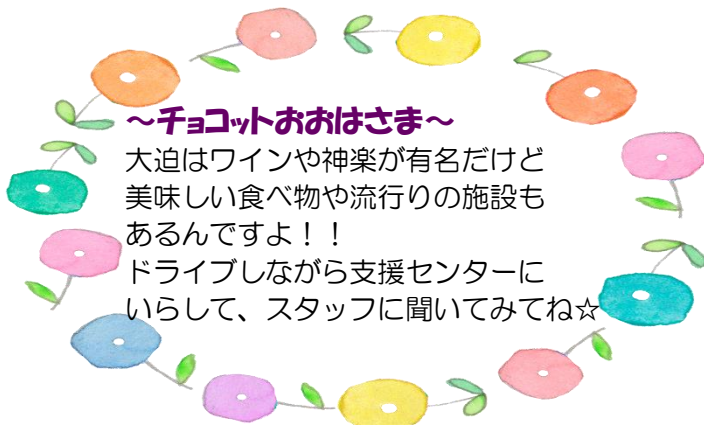 ～チョコットおおはさま～
大迫はワインや神楽が有名だけど
美味しい食べ物や流行りの施設も
あるんですよ！！
ドライブしながら支援センターに
いらして、スタッフに聞いてみてね☆